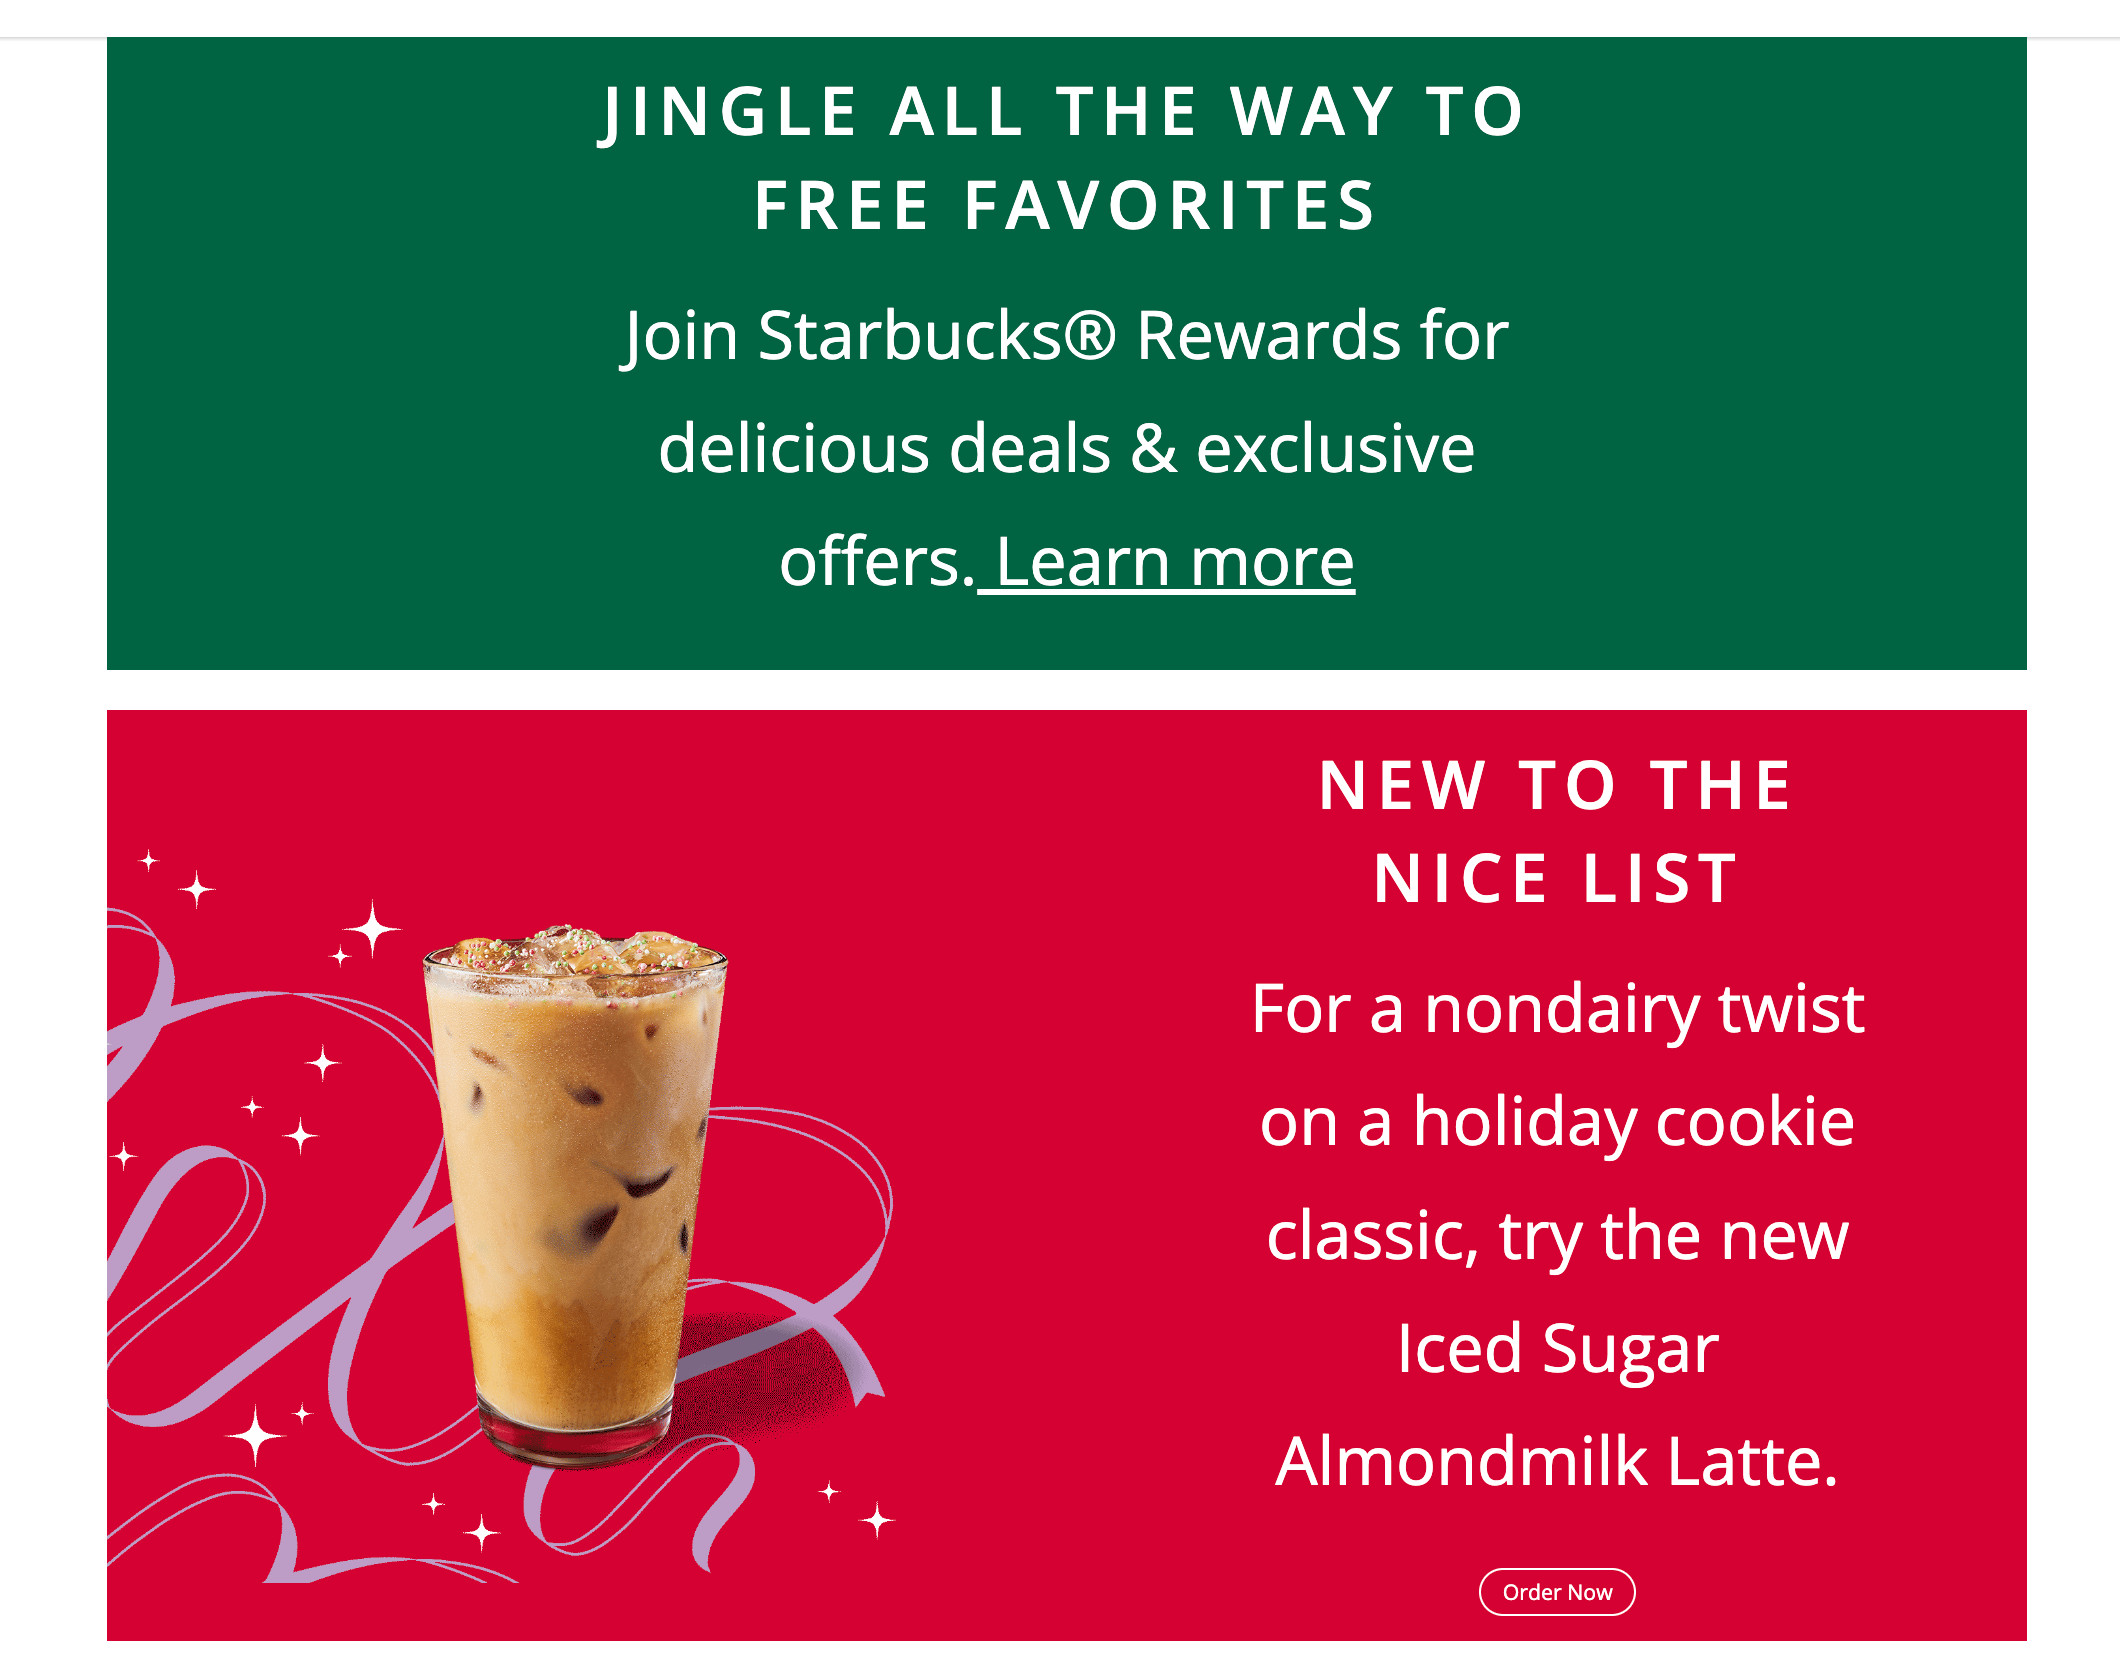 JINGLE ALL THE WAY TO
FREE FAVORITES
Join Starbucks® Rewards for
delicious deals & exclusive
offers. Learn more
NEW TO THE
NICE LIST
For a nondairy twist
on a holiday cookie
classic, try the new
Iced Sugar
Almondmilk Latte.
Order Now